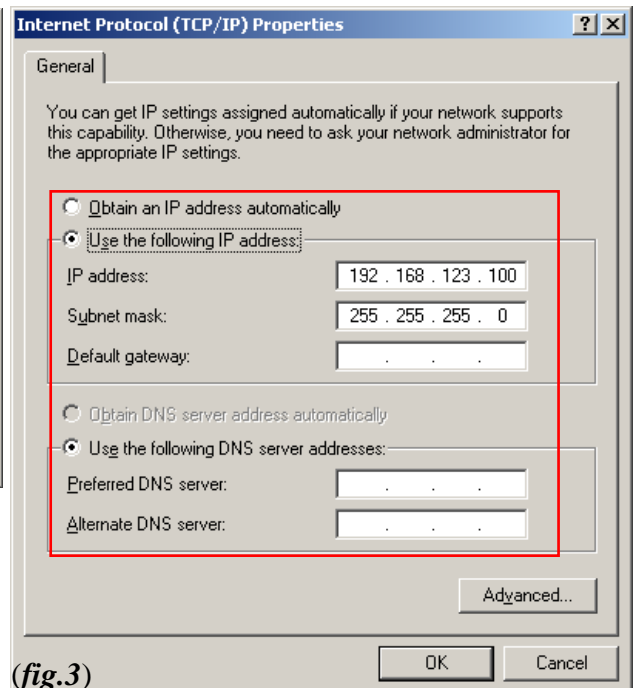 Internet Protocol (TCP/IP) Properties
General
You can get IP settings assigned automatically if your network supports
this capability. Otherwise, you need to ask your network administrator for
the appropriate IP settings.
Obtain an IP address automatically
Use the following IP address:
IP address: 192 . 168 . 123 . 100
Subnet mask: 255 . 255 . 255 . 0
Default gateway: . . .
Obtain DNS server address automatically
Use the following DNS server addresses:
Preferred DNS server: . . .
Alternate DNS server: . . .
Advanced...
OK Cancel
(fig.3)